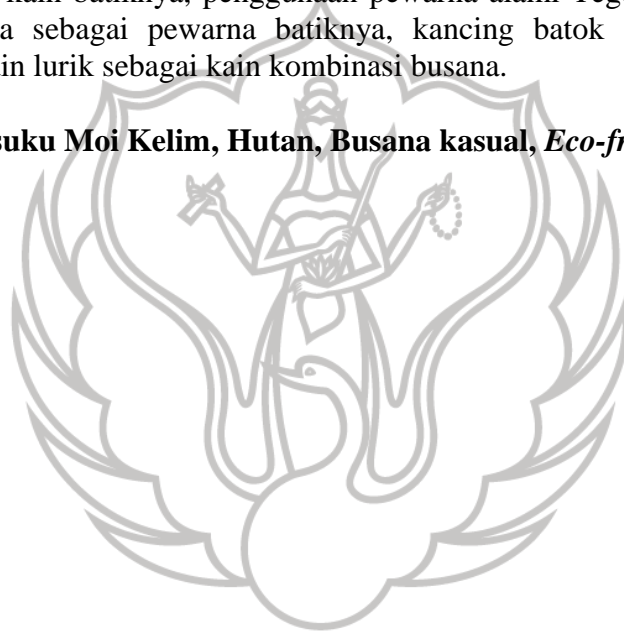 kain batiknya, penggunaan pewarna alami
a sebagai pewarna batiknya, kancing batok
in lurik sebagai kain kombinasi busana.
suku Moi Kelim, Hutan, Busana kasual, Eco-fr